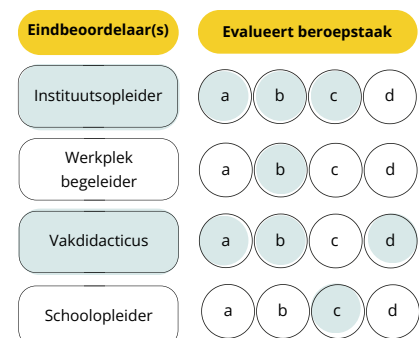 Eindbeoordelaar(s) Evalueert beroepstaak
Instituutsopleider a b c d
Werkplek
begeleider a b c d
Vakdidacticus a b c d
Schoolopleider a b c d